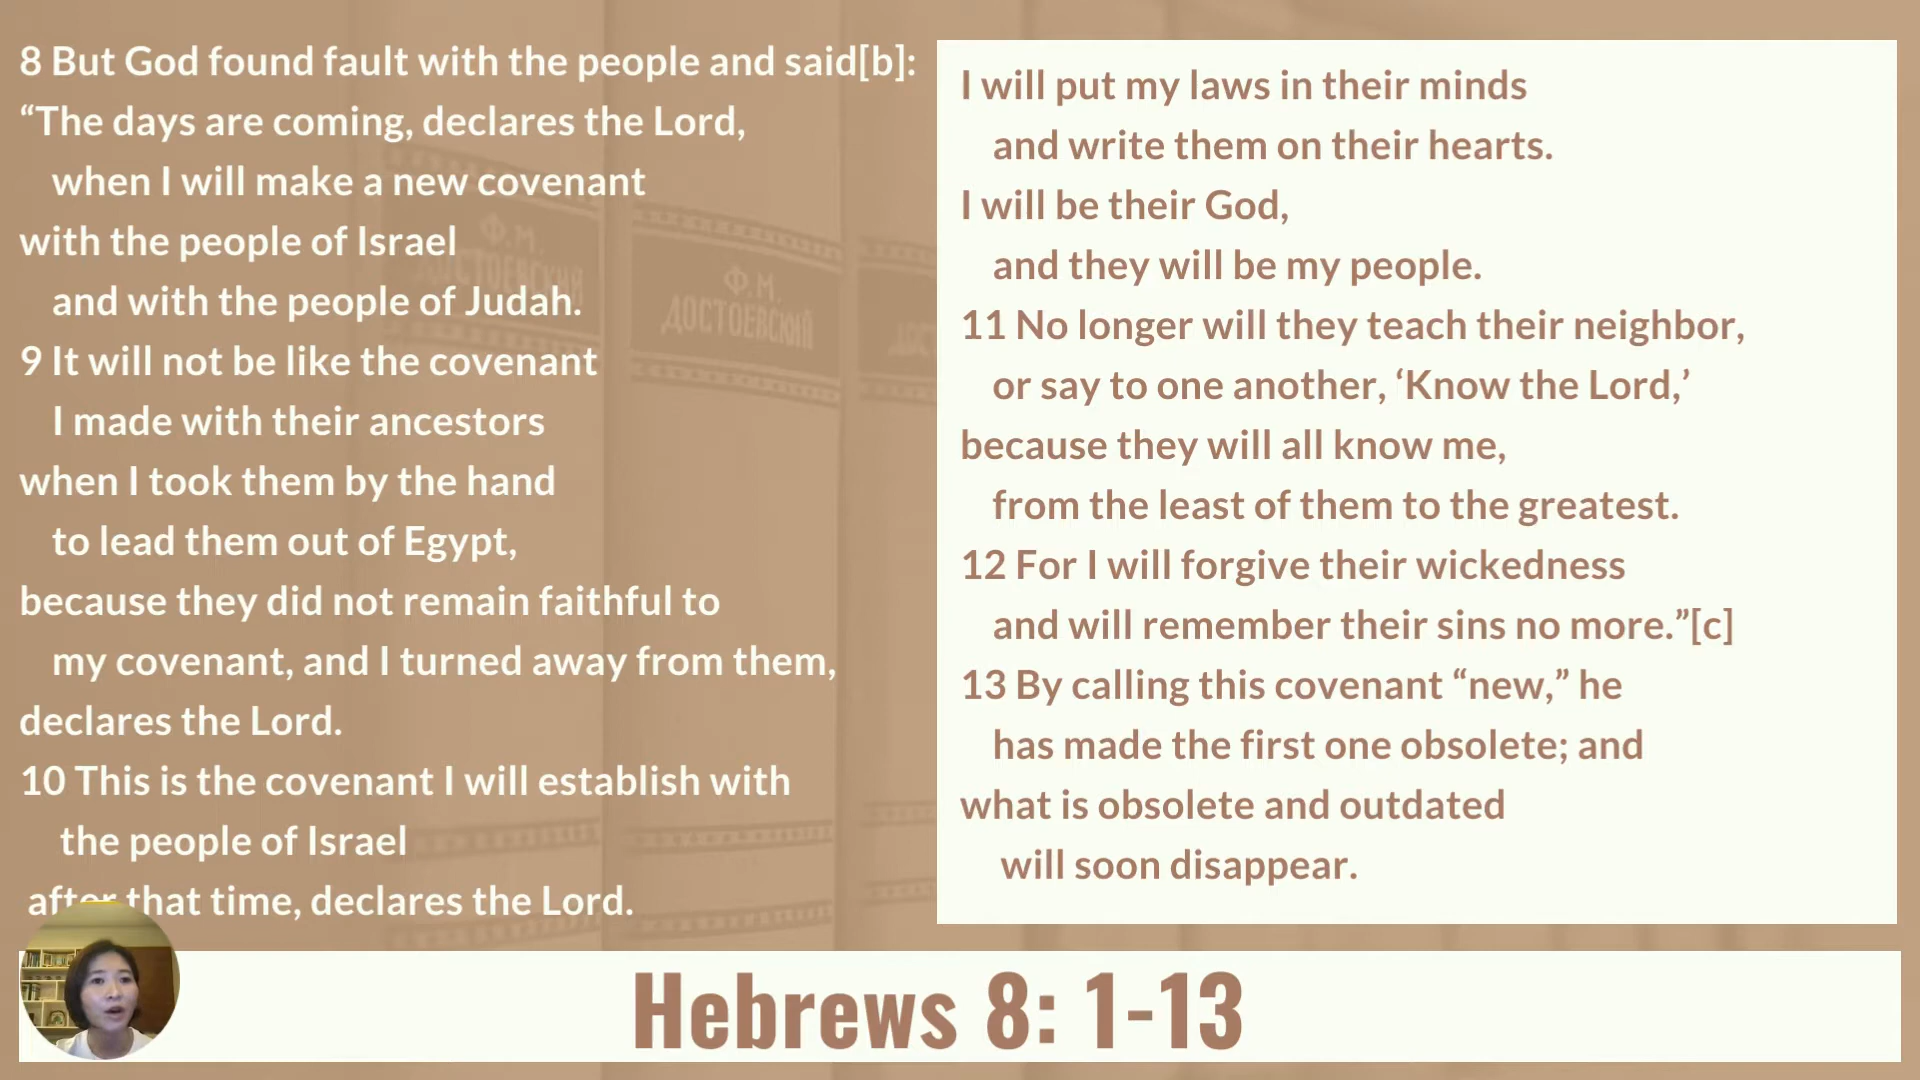 8 But God found fault with the people and said[b]:
“The days are coming, declares the Lord,
when I will make a new covenant
with the people of Israel
and with the people of Judah.
9 It will not be like the covenant
I made with their ancestors
when I took them by the hand
to lead them out of Egypt,
because they did not remain faithful to
my covenant, and I turned away from them,
declares the Lord.
10 This is the covenant I will establish with
the people of Israel
after that time, declares the Lord.
I will put my laws in their minds
and write them on their hearts.
I will be their God,
and they will be my people.
11 No longer will they teach their neighbor,
or say to one another, ‘Know the Lord,’
because they will all know me,
from the least of them to the greatest.
12 For I will forgive their wickedness
and will remember their sins no more.”[c]
13 By calling this covenant “new,” he
has made the first one obsolete; and
what is obsolete and outdated
will soon disappear.
Ф.М.
ДОСТОЕВСКИЙ
Ф.М.
ДОСТОЕВСКИЙ
Hebrews 8: 1-13